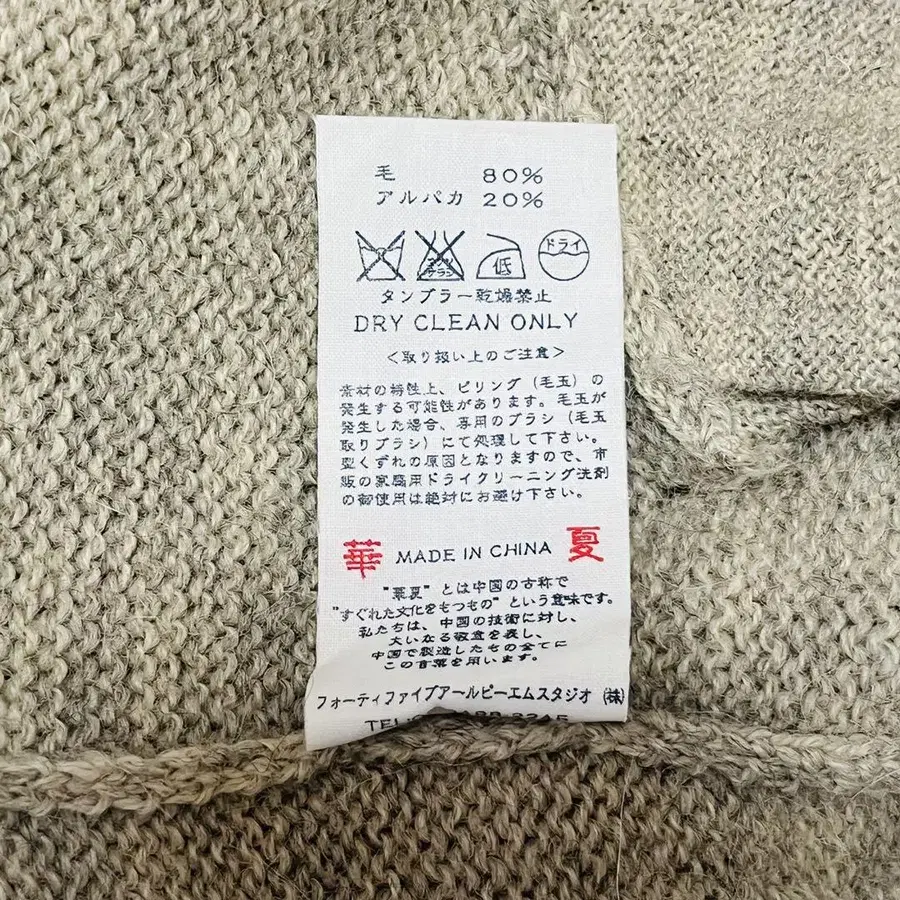 毛 80%
アルパカ 20%
エンソ
サラシ
低
ドライ
タンブラー乾燥禁止
DRY CLEAN ONLY
<取り扱い上のご注意>
素材の特性上、ピリング(毛玉)の
発生する可能性があります。毛玉が
発生した場合、専用のブラシ(毛玉
取りブラシ)にて処理して下さい。
型くずれの原因となりますので、市
販の家庭用ドライクリーニング洗剤
の御使用は絶対にお避け下さい。
華 MADE IN CHINA 夏
"華夏"とは中国の古称で
"すぐれた文化をもつもの"という意味です。
私たちは、中国の技術に対し、
大いなる敬意を表し、
中国で製造したもの全てに
この言葉を用います。
フォーティファイブアールピーエムスタジオ(株)
TEL